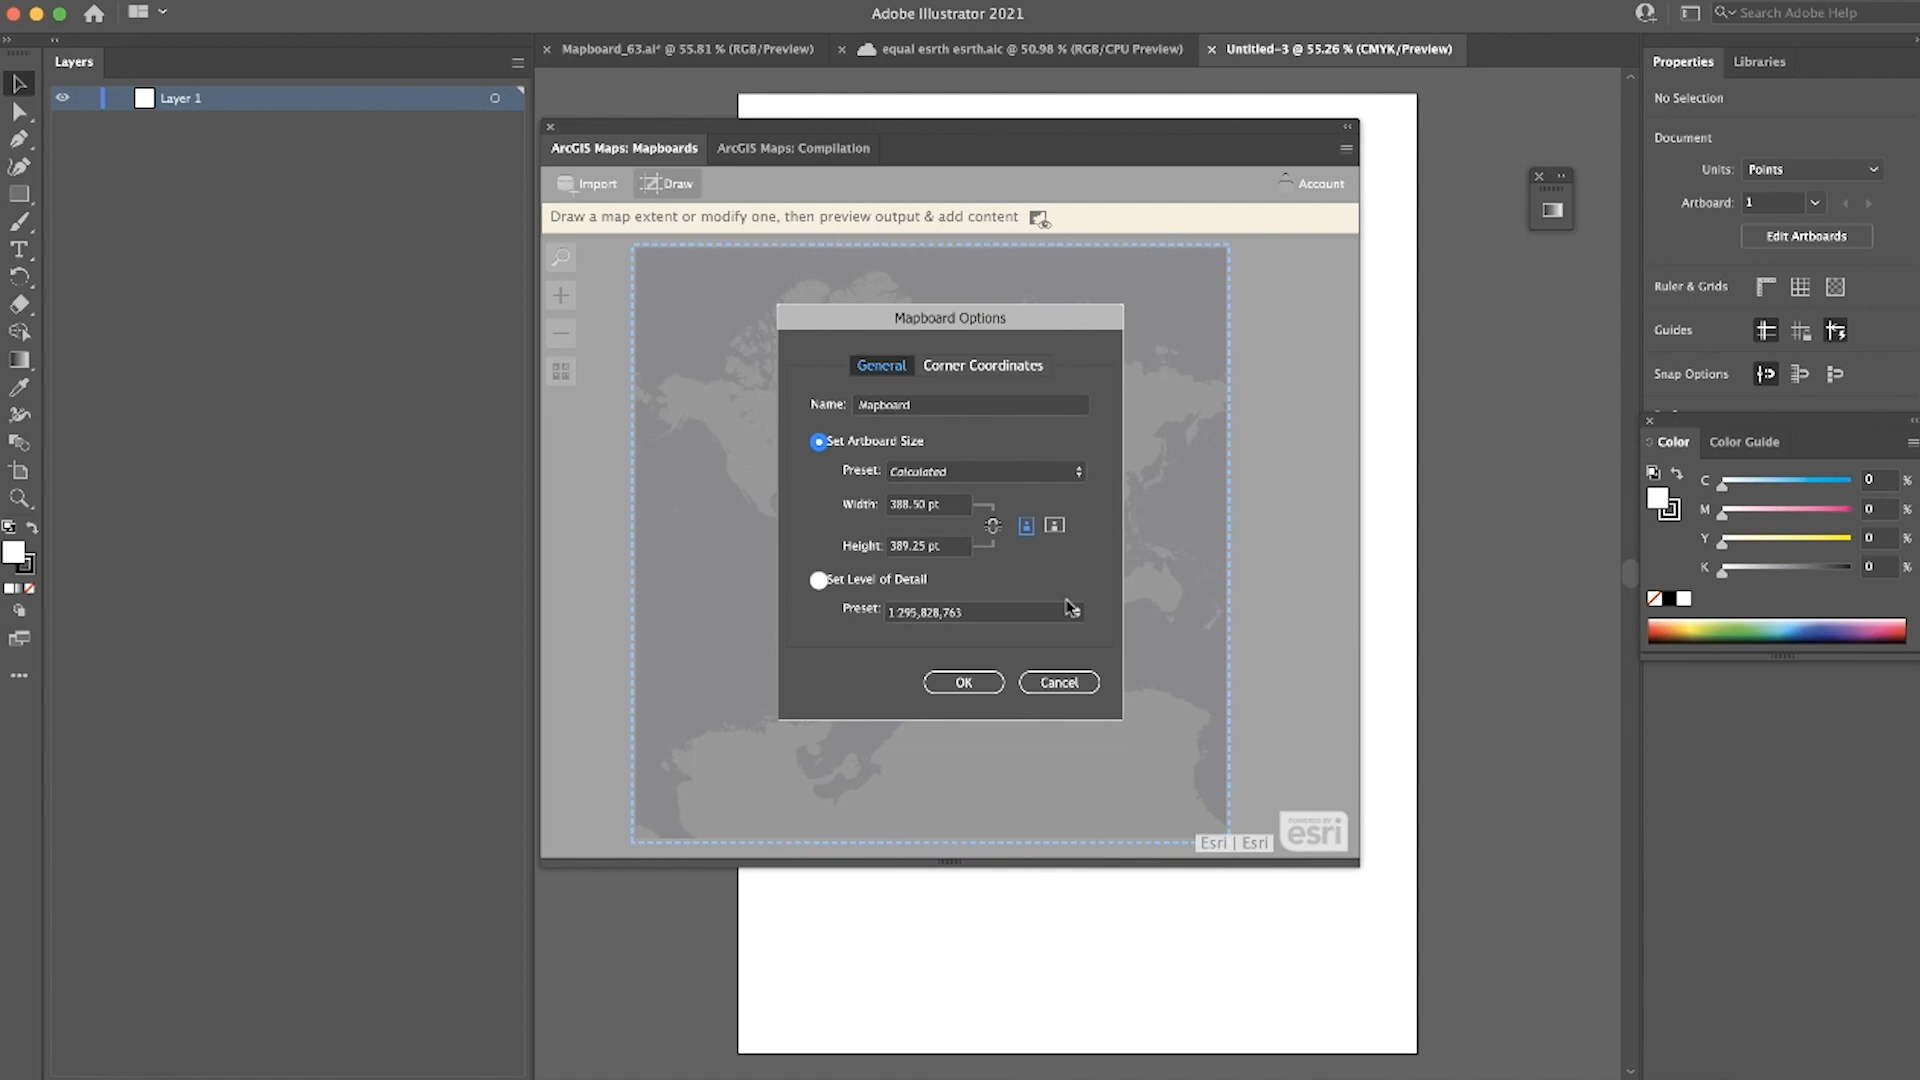 Adobe Illustrator 2021
Search Adobe Help
Layers
Layer 1
Mapboard_63.ai* @ 55.81 % (RGB/Preview)
equal esrth esrth.aic @ 50.98 % (RGB/CPU Preview)
Untitled-3 @ 55.26 % (CMYK/Preview)
Properties
Libraries
No Selection
Document
Units: Points
Artboard: 1
Edit Artboards
Ruler & Grids
Guides
Snap Options
ArcGIS Maps: Mapboards
ArcGIS Maps: Compilation
Import
Draw
Account
Draw a map extent or modify one, then preview output & add content
Mapboard Options
General
Corner Coordinates
Name: Mapboard
Set Artboard Size
Preset: Calculated
Width: 388.50 pt
Height: 389.25 pt
Set Level of Detail
Preset: 1:295,828,763
OK
Cancel
Esri | Esri
POWERED BY
esri
Color
Color Guide
C 0 %
M 0 %
Y 0 %
K 0 %